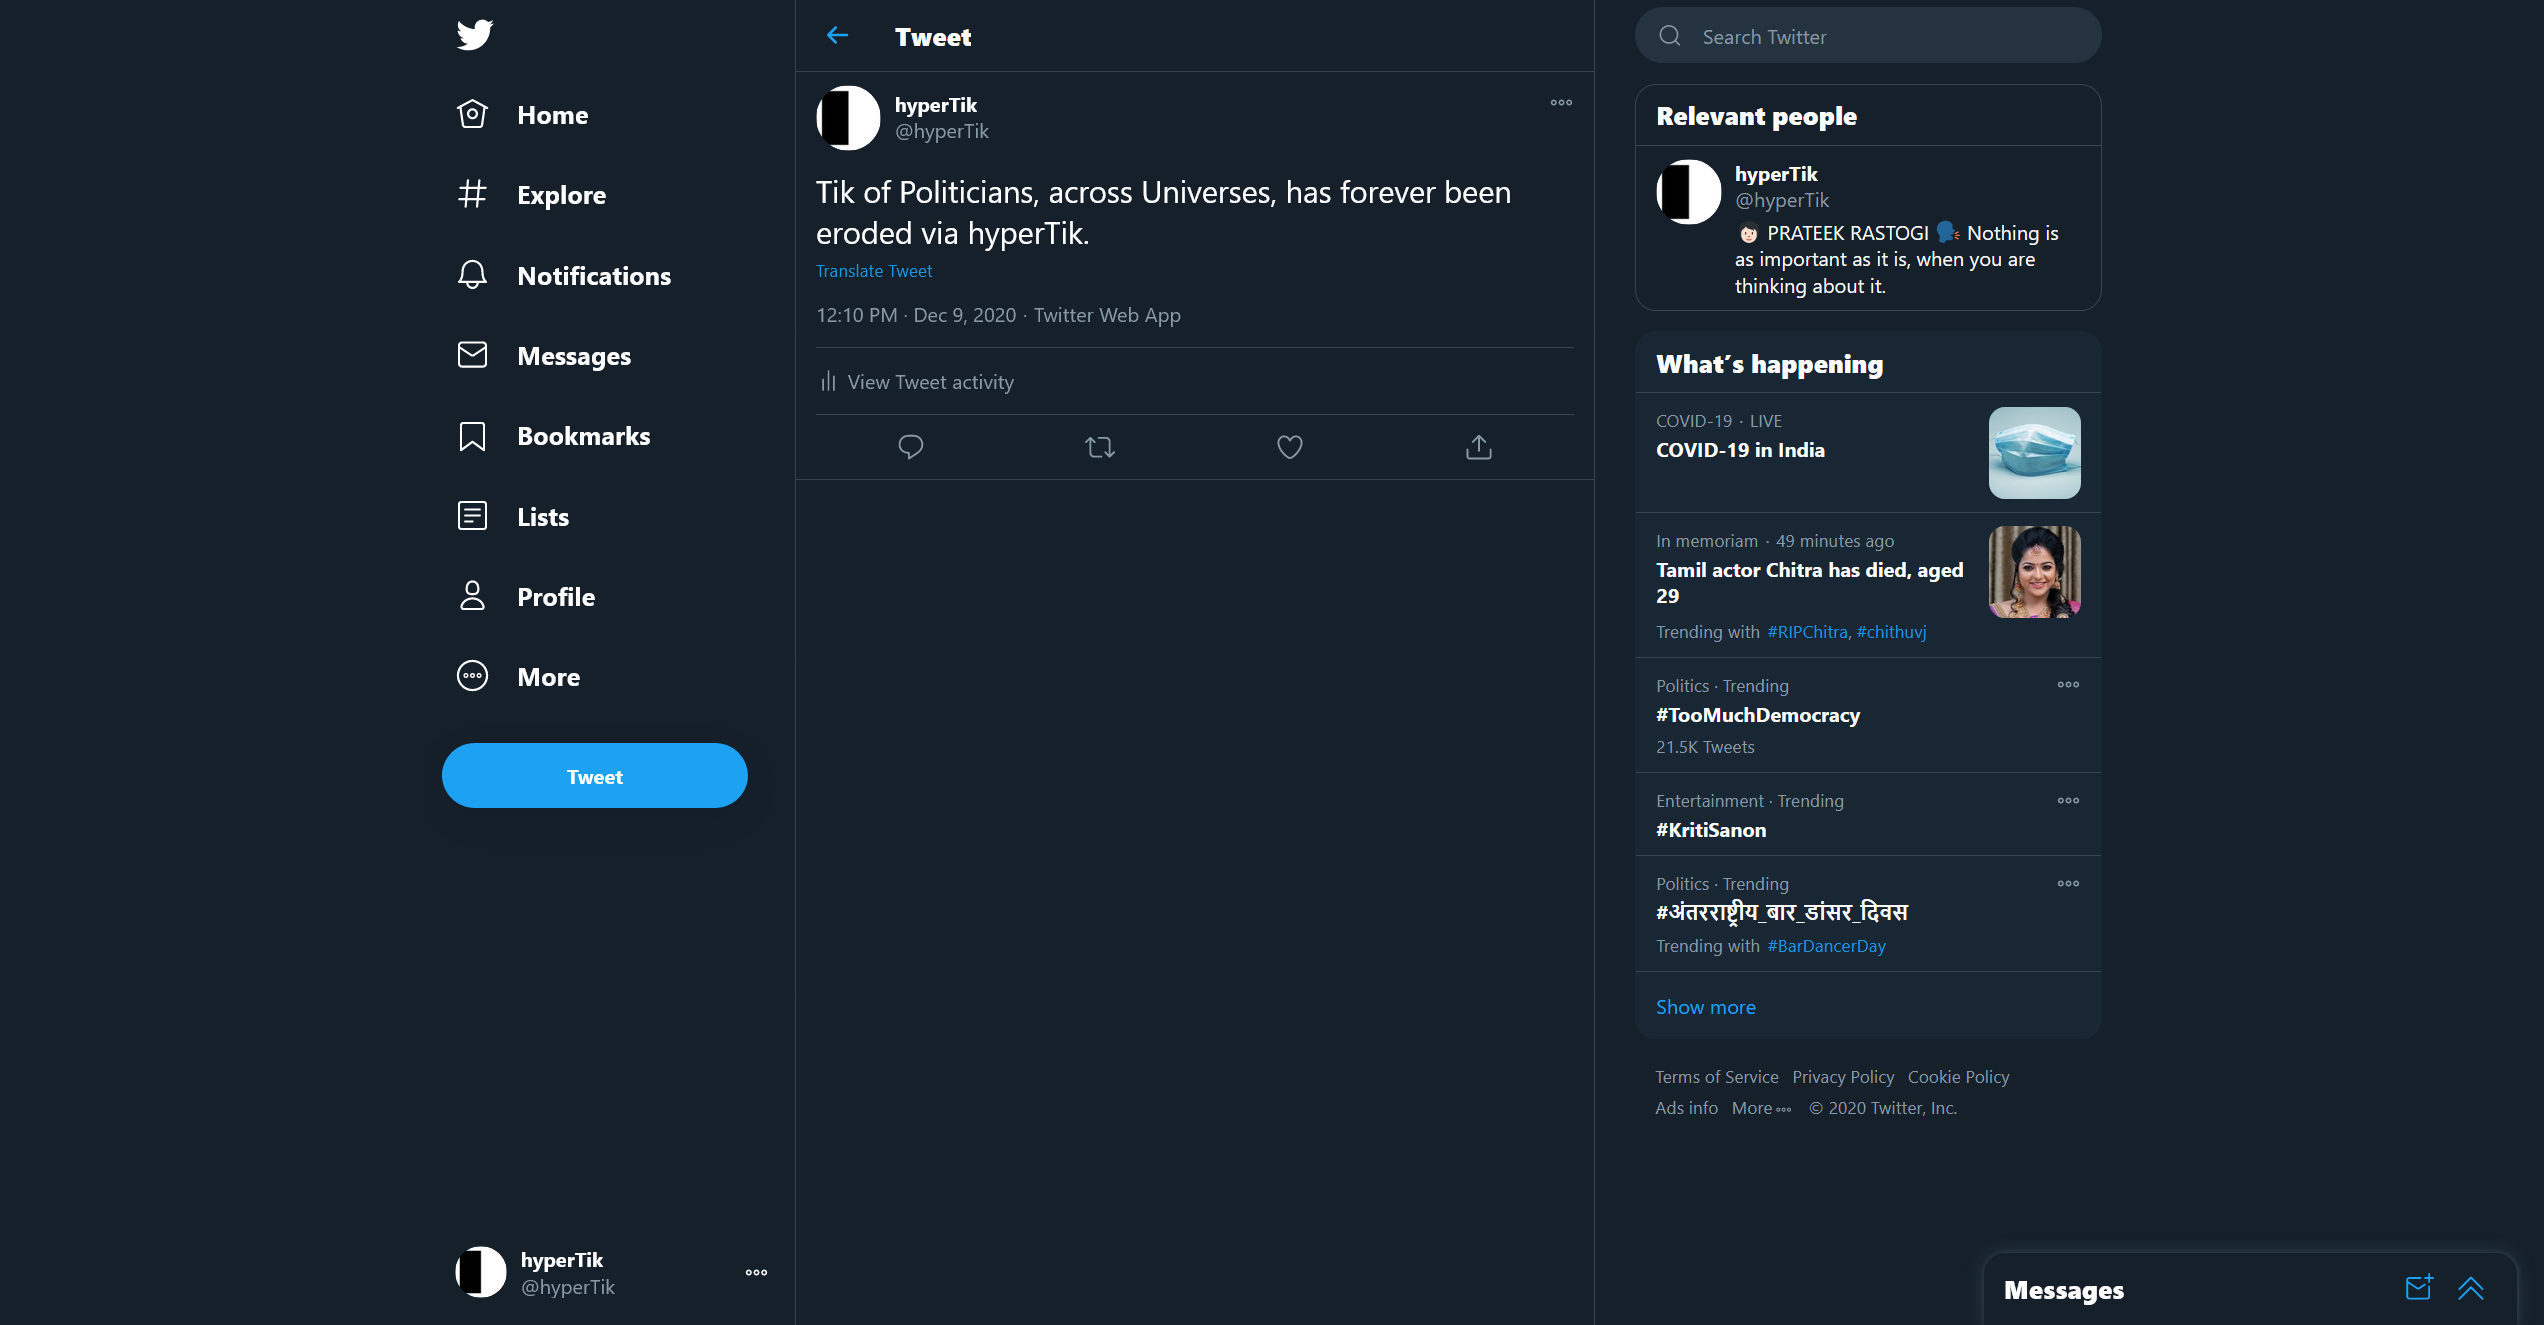 Home
Explore
Notifications
Messages
Bookmarks
Lists
Profile
More
Tweet
hyperTik
@hyperTik
Tweet
hyperTik
@hyperTik
Tik of Politicians, across Universes, has forever been
eroded via hyperTik.
Translate Tweet
12:10 PM · Dec 9, 2020 · Twitter Web App
View Tweet activity
Search Twitter
Relevant people
hyperTik
@hyperTik
PRATEEK RASTOGI Nothing is
as important as it is, when you are
thinking about it.
What's happening
COVID-19 · LIVE
COVID-19 in India
In memoriam · 49 minutes ago
Tamil actor Chitra has died, aged
29
Trending with #RIPChitra, #chithuvj
Politics · Trending
#TooMuchDemocracy
21.5K Tweets
Entertainment · Trending
#KritiSanon
Politics · Trending
#अंतरराष्ट्रीय_बार_डांसर_दिवस
Trending with #BarDancerDay
Show more
Terms of Service Privacy Policy Cookie Policy
Ads info More © 2020 Twitter, Inc.
Messages